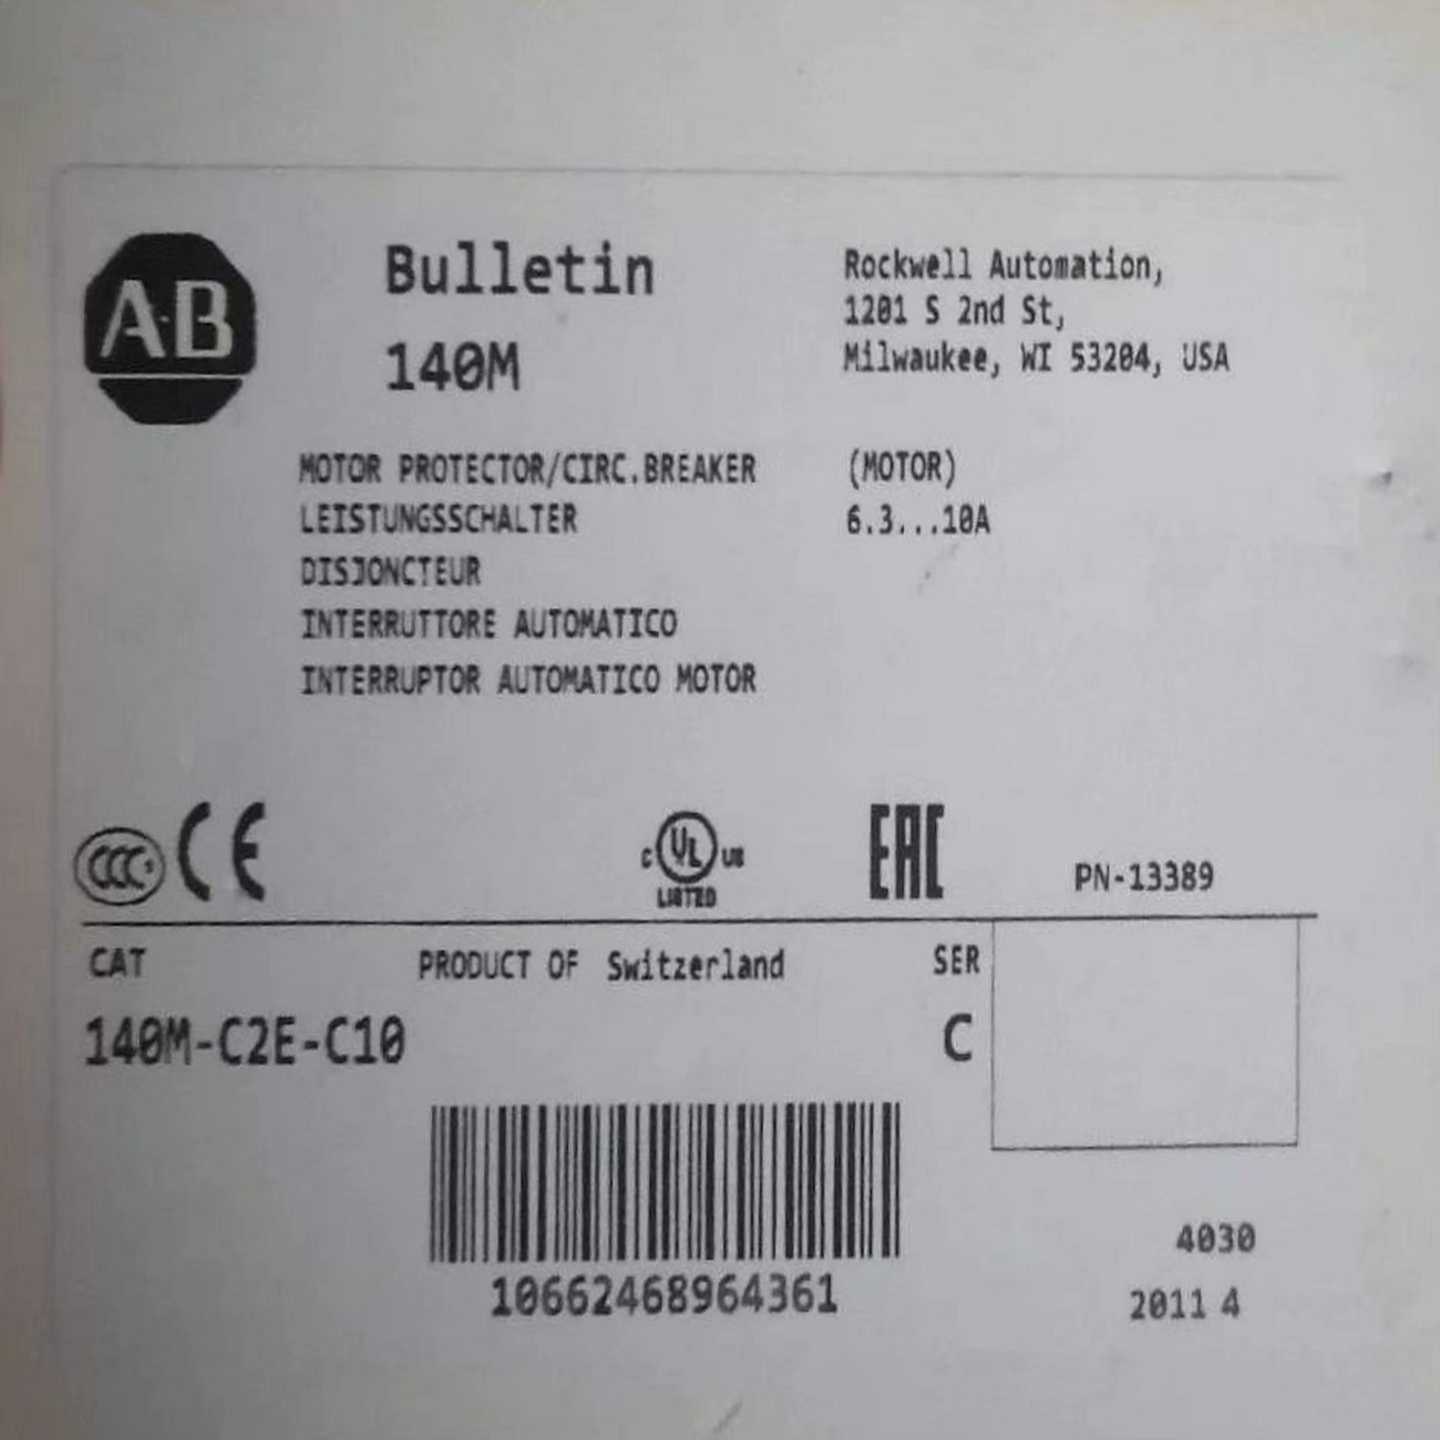 A-B
Bulletin
140M
Rockwell Automation,
1201 S 2nd St,
Milwaukee, WI 53204, USA
MOTOR PROTECTOR/CIRC.BREAKER
LEISTUNGSSCHALTER
DISJONCTEUR
INTERRUTTORE AUTOMATICO
INTERRUPTOR AUTOMATICO MOTOR
(MOTOR)
6.3...10A
CCC
CE
C UL US
LISTED
EAC
PN-13389
CAT
140M-C2E-C10
PRODUCT OF Switzerland
SER
C
10662468964361
4030
2011 4